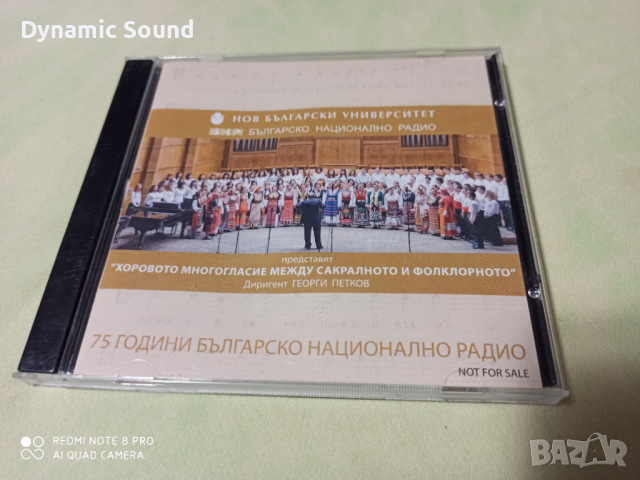 Dynamic Sound
НОВ БЪЛГАРСКИ УНИВЕРСИТЕТ
БНР БЪЛГАРСКО НАЦИОНАЛНО РАДИО
представят
"ХОРОВОТО МНОГОГЛАСИЕ МЕЖДУ САКРАЛНОТО И ФОЛКЛОРНОТО"
Диригент ГЕОРГИ ПЕТКОВ
75 ГОДИНИ БЪЛГАРСКО НАЦИОНАЛНО РАДИО
NOT FOR SALE
REDMI NOTE 8 PRO
AI QUAD CAMERA
BAZAR